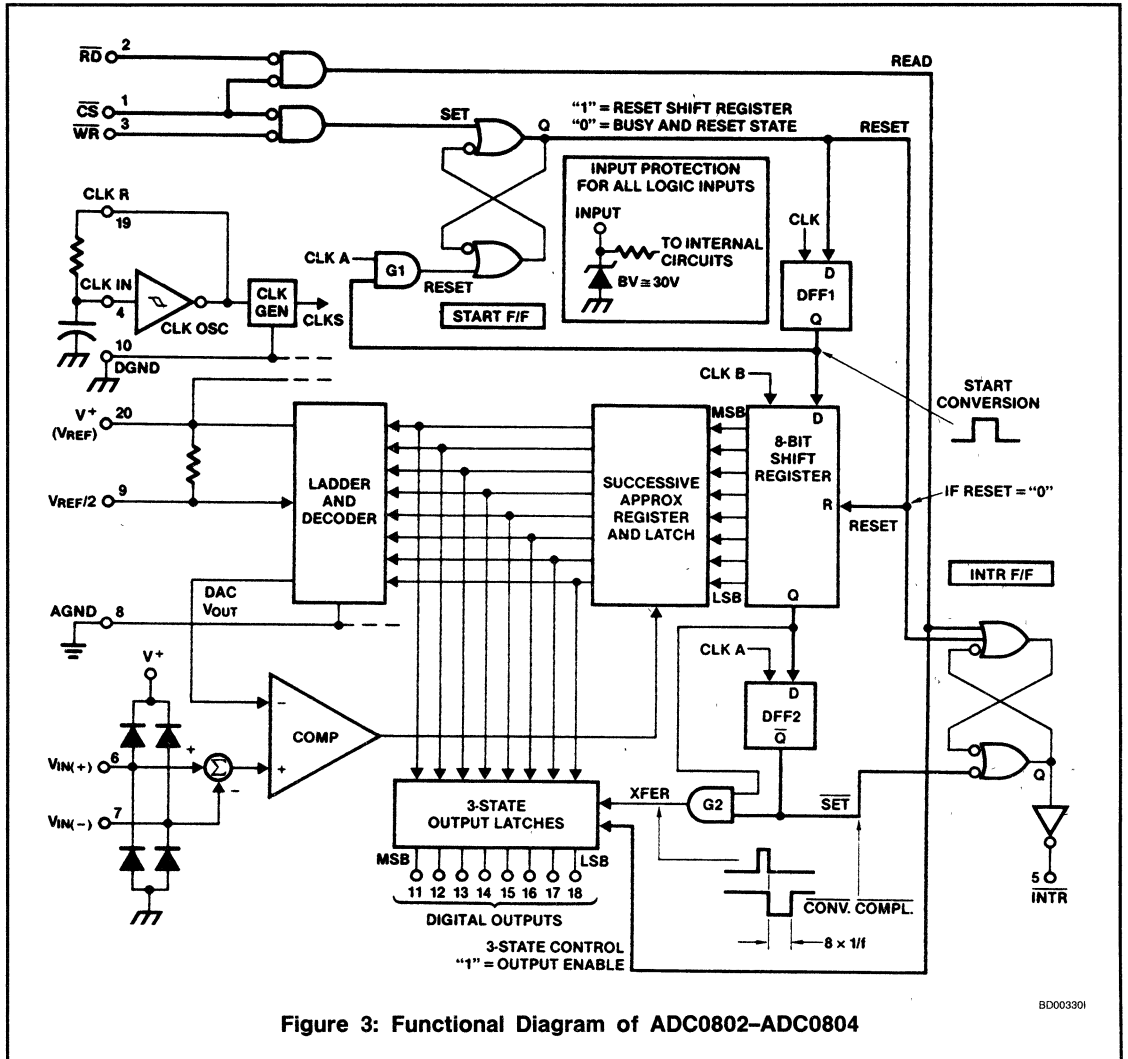 RD 2
READ
CS 1
WR 3
SET
Q
"1" = RESET SHIFT REGISTER
"0" = BUSY AND RESET STATE
RESET
INPUT PROTECTION
FOR ALL LOGIC INPUTS
INPUT
TO INTERNAL
CIRCUITS
BV ≅ 30V
CLK R
19
CLK A
G1
RESET
START F/F
CLK
D
DFF1
Q
CLK IN
4
CLK OSC
CLK
GEN
CLKS
10
DGND
CLK B
START
CONVERSION
V+ 20
(VREF)
VREF/2 9
LADDER
AND
DECODER
SUCCESSIVE
APPROX
REGISTER
AND LATCH
MSB
LSB
D
8-BIT
SHIFT
REGISTER
R
Q
RESET
IF RESET = "0"
INTR F/F
DAC
VOUT
AGND 8
V+
CLK A
D
DFF2
Q
COMP
−
+
VIN(+) 6
+
Σ
−
VIN(−) 7
3-STATE
OUTPUT LATCHES
XFER
G2
SET
Q
MSB
LSB
11 12 13 14 15 16 17 18
DIGITAL OUTPUTS
CONV. COMPL.
8 × 1/f
5
INTR
3-STATE CONTROL
"1" = OUTPUT ENABLE
BD00330I
Figure 3: Functional Diagram of ADC0802–ADC0804